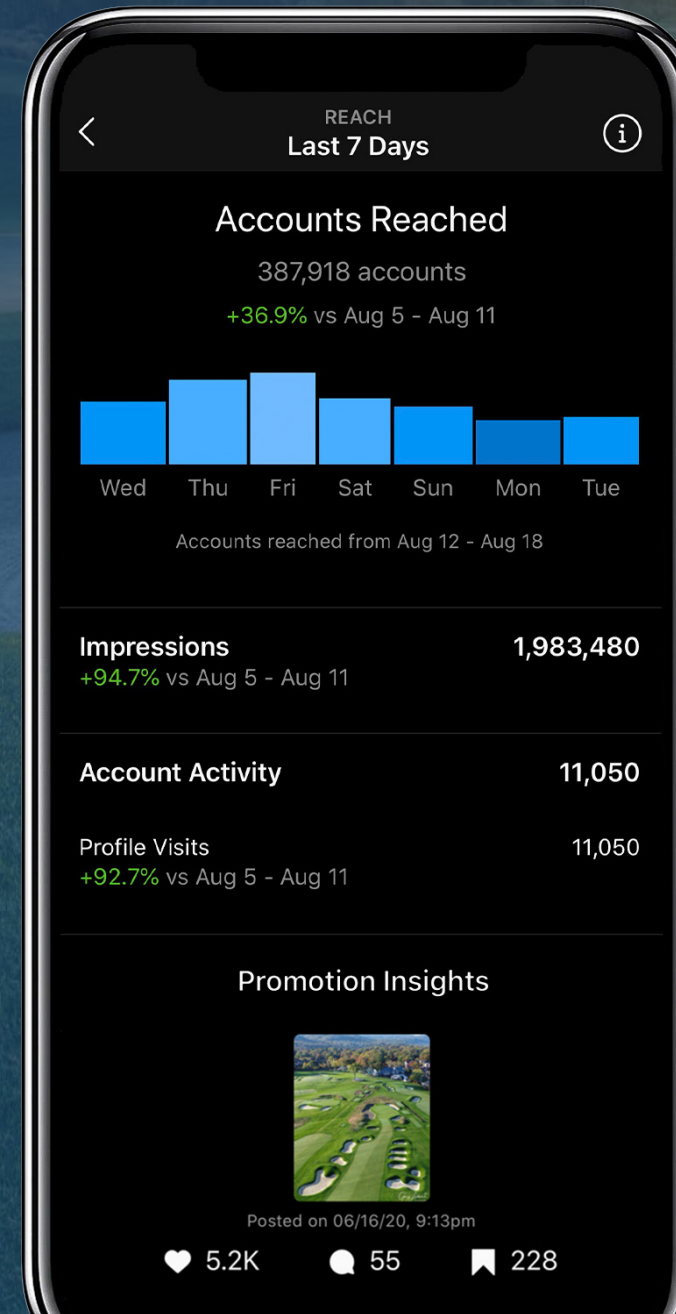 REACH
Last 7 Days
Accounts Reached
387,918 accounts
+36.9% vs Aug 5 - Aug 11
Wed Thu Fri Sat Sun Mon Tue
Accounts reached from Aug 12 - Aug 18
Impressions 1,983,480
+94.7% vs Aug 5 - Aug 11
Account Activity 11,050
Profile Visits 11,050
+92.7% vs Aug 5 - Aug 11
Promotion Insights
Posted on 06/16/20, 9:13pm
5.2K 55 228